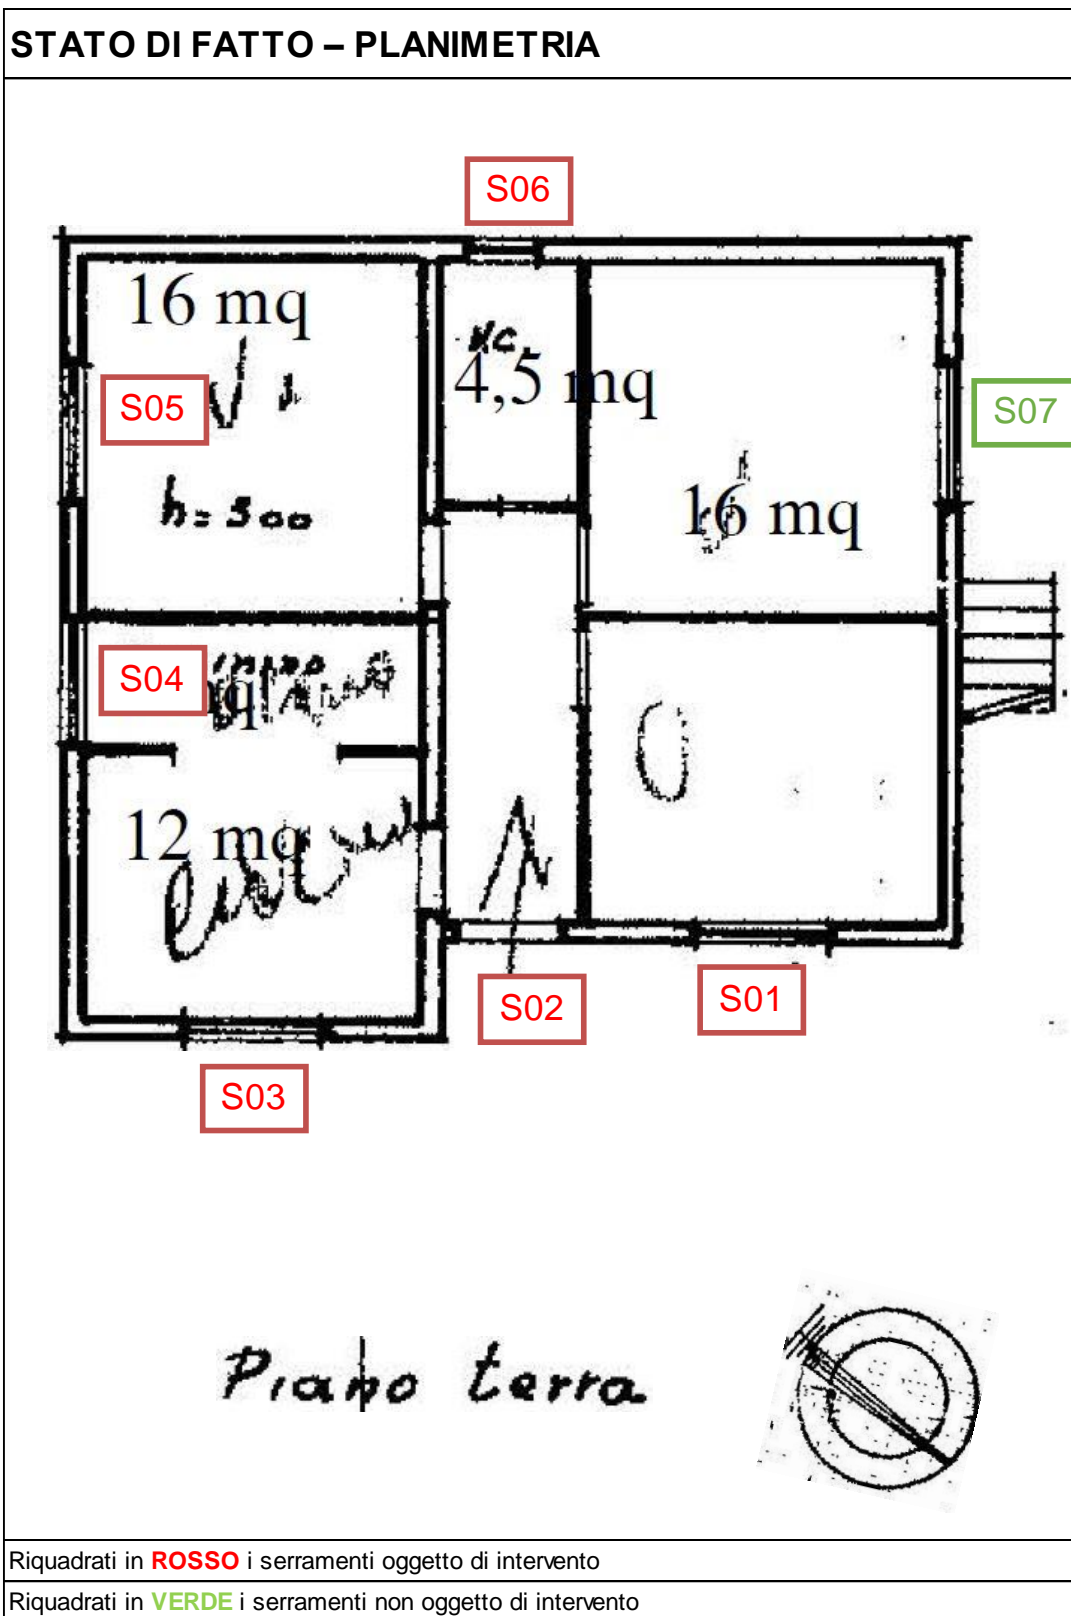 STATO DI FATTO – PLANIMETRIA
S06
16 mq
W.C.
4,5 mq
S05
S07
h = 300
16 mq
S04
12 mq
S02
S01
S03
Piano terra
Riquadrati in ROSSO i serramenti oggetto di intervento
Riquadrati in VERDE i serramenti non oggetto di intervento